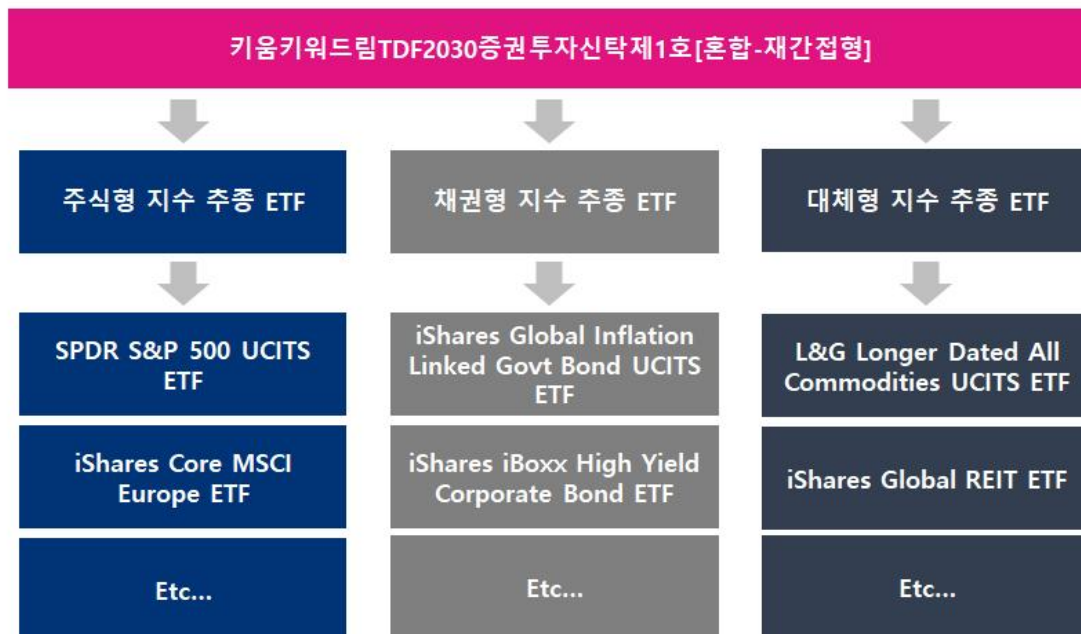 키움키워드림TDF2030증권투자신탁제1호[혼합-재간접형]
주식형 지수 추종 ETF
채권형 지수 추종 ETF
대체형 지수 추종 ETF
SPDR S&P 500 UCITS
ETF
iShares Global Inflation
Linked Govt Bond UCITS
ETF
L&G Longer Dated All
Commodities UCITS ETF
iShares Core MSCI
Europe ETF
iShares iBoxx High Yield
Corporate Bond ETF
iShares Global REIT ETF
Etc...
Etc...
Etc...